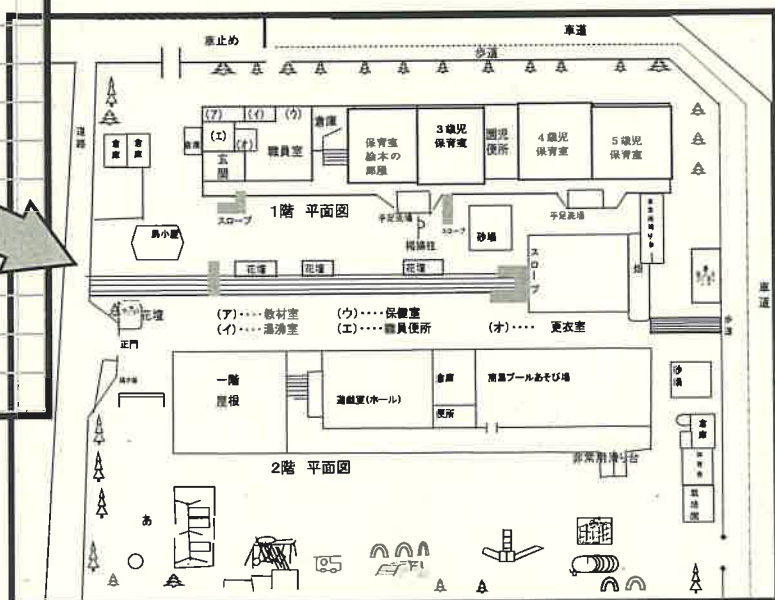 車止め
車道
歩道
道路
倉庫
倉庫
倉庫
(ア)
(イ)
(ウ)
(エ)
(オ)
玄関
職員室
倉庫
保育室
絵本の
部屋
3歳児
保育室
園児
便所
4歳児
保育室
5歳児
保育室
スロープ
1階 平面図
手足洗場
スロープ
掲揚柱
砂場
手足洗場
鳥小屋
花壇
花壇
花壇
スロープ
畑
車道
歩道
花壇
正門
(ア)‥‥教材室
(イ)‥‥湯沸室
(ウ)‥‥保健室
(エ)‥‥職員便所
(オ)‥‥ 更衣室
一階
屋根
遊戯室(ホール)
倉庫
便所
プールあそび場
2階 平面図
非常用滑り台
砂場
倉庫
栽培園
あ